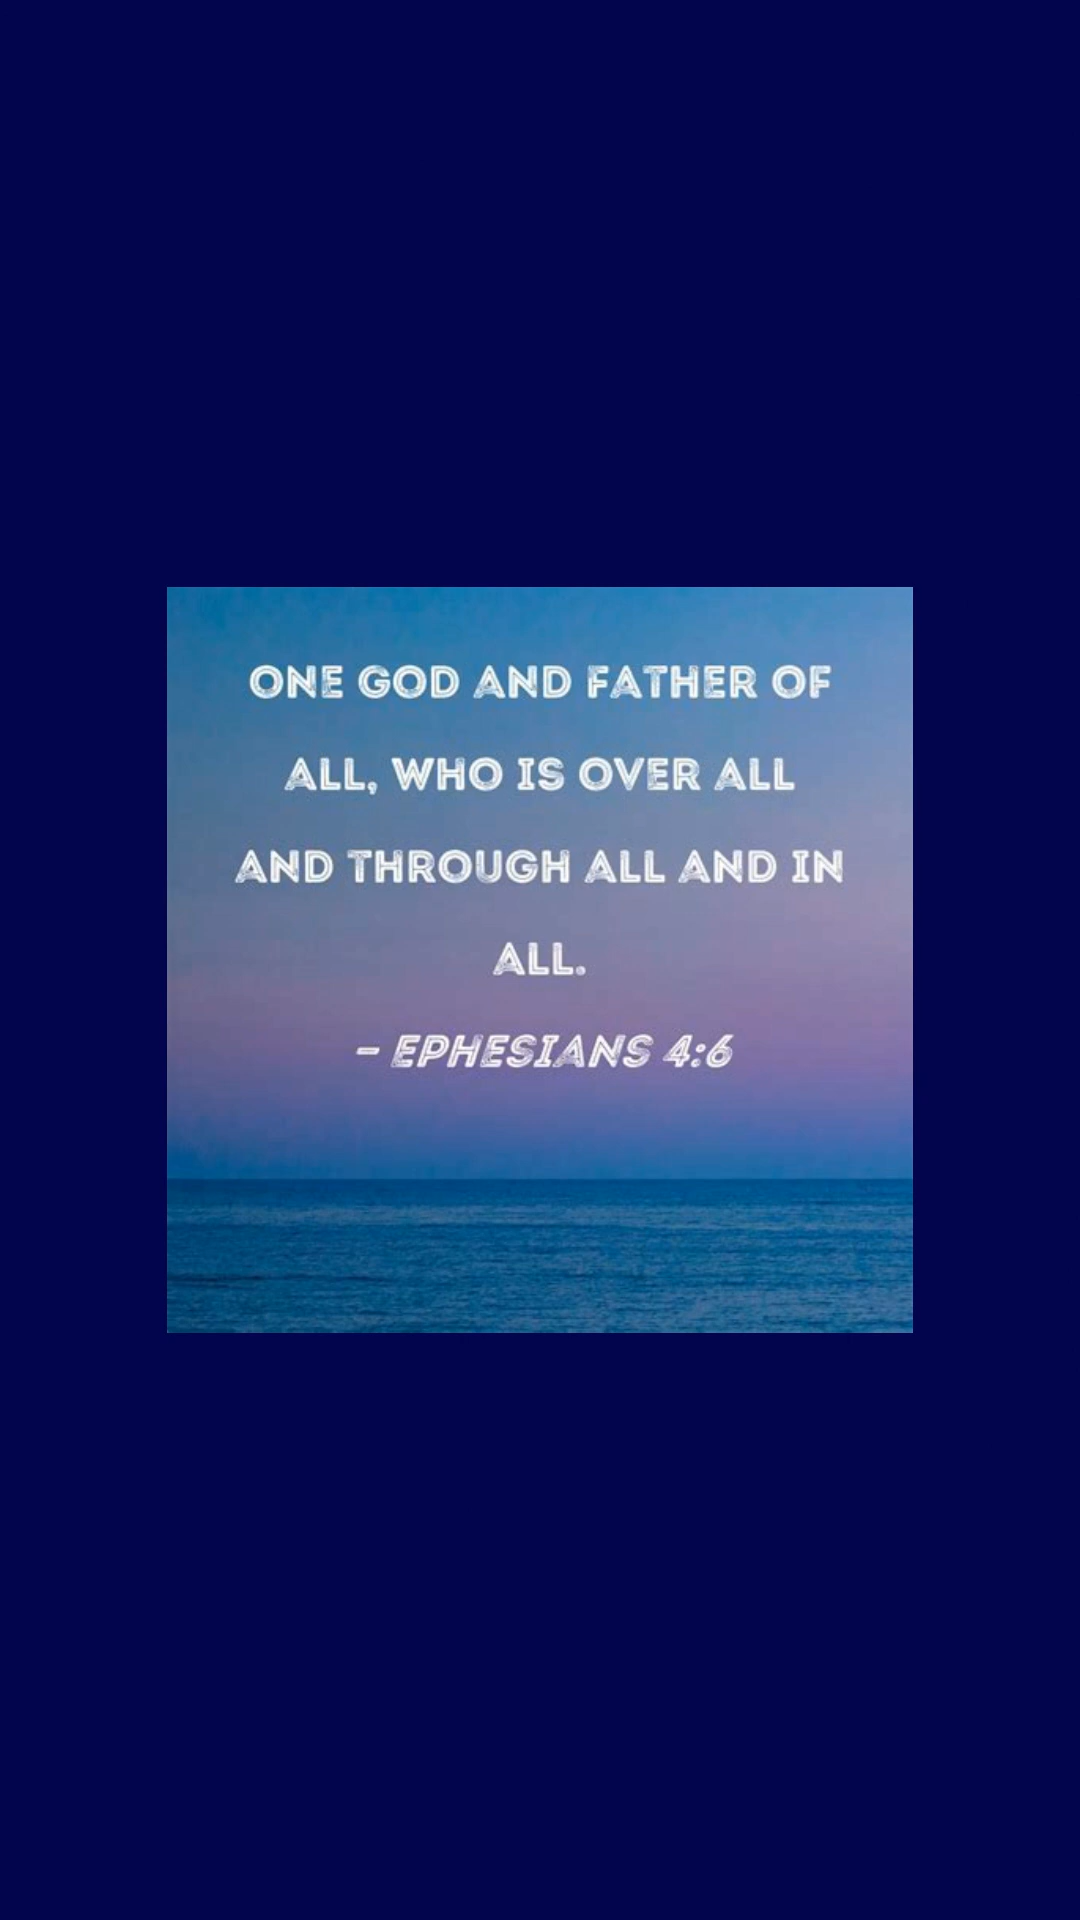 ONE GOD AND FATHER OF
ALL, WHO IS OVER ALL
AND THROUGH ALL AND IN
ALL.
– EPHESIANS 4:6